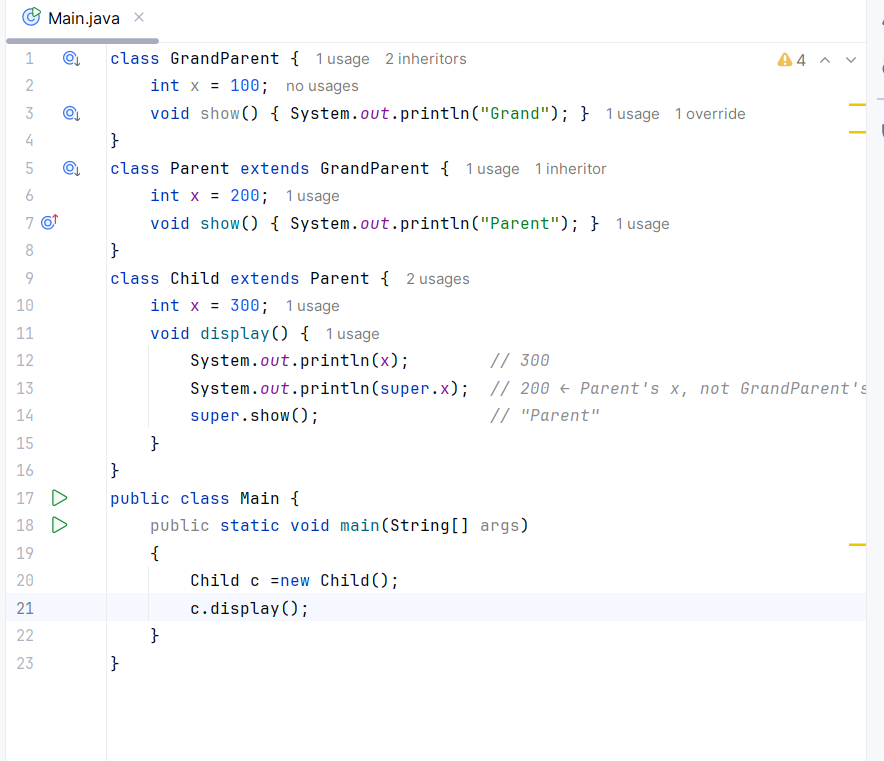 Main.java
1 class GrandParent { 1 usage 2 inheritors
4
2 int x = 100; no usages
3 void show() { System.out.println("Grand"); } 1 usage 1 override
4 }
5 class Parent extends GrandParent { 1 usage 1 inheritor
6 int x = 200; 1 usage
7 void show() { System.out.println("Parent"); } 1 usage
8 }
9 class Child extends Parent { 2 usages
10 int x = 300; 1 usage
11 void display() { 1 usage
12 System.out.println(x); // 300
13 System.out.println(super.x); // 200 ← Parent's x, not GrandParent's
14 super.show(); // "Parent"
15 }
16 }
17 public class Main {
18 public static void main(String[] args)
19 {
20 Child c =new Child();
21 c.display();
22 }
23 }